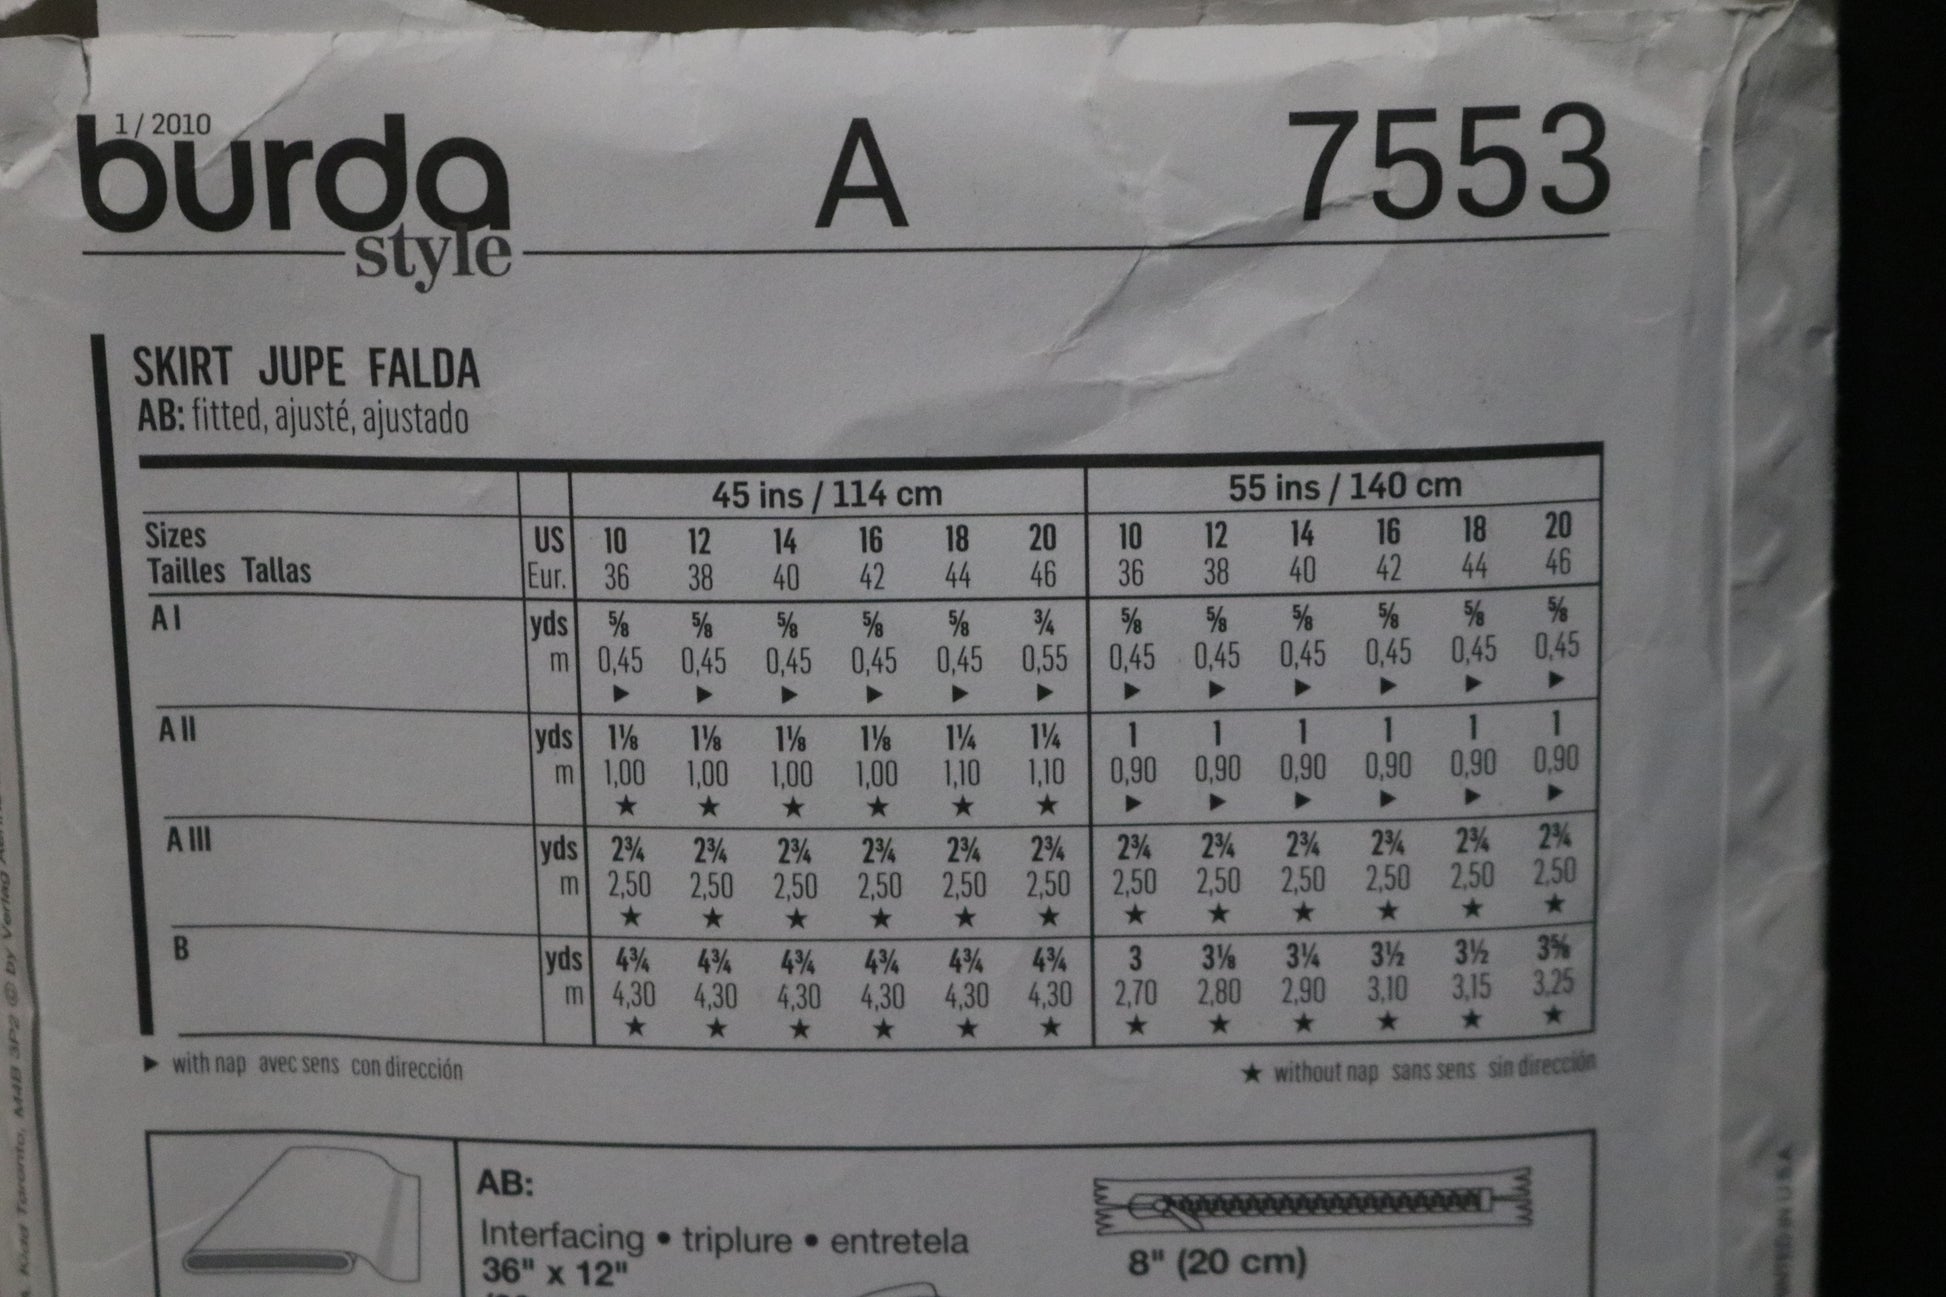 1 / 2010
burda style A 7553
SKIRT JUPE FALDA
AB: fitted, ajusté, ajustado
45 ins / 114 cm 55 ins / 140 cm
Sizes US 10 12 14 16 18 20 10 12 14 16 18 20
Tailles Tallas Eur. 36 38 40 42 44 46 36 38 40 42 44 46
A I yds ⅝ ⅝ ⅝ ⅝ ⅝ ¾ ⅝ ⅝ ⅝ ⅝ ⅝ ⅝
m 0,45 0,45 0,45 0,45 0,45 0,55 0,45 0,45 0,45 0,45 0,45 0,45
▶ ▶ ▶ ▶ ▶ ▶ ▶ ▶ ▶ ▶ ▶ ▶
A II yds 1⅛ 1⅛ 1⅛ 1⅛ 1¼ 1¼ 1 1 1 1 1 1
m 1,00 1,00 1,00 1,00 1,10 1,10 0,90 0,90 0,90 0,90 0,90 0,90
★ ★ ★ ★ ★ ★ ▶ ▶ ▶ ▶ ▶ ▶
A III yds 2¾ 2¾ 2¾ 2¾ 2¾ 2¾ 2¾ 2¾ 2¾ 2¾ 2¾ 2¾
m 2,50 2,50 2,50 2,50 2,50 2,50 2,50 2,50 2,50 2,50 2,50 2,50
★ ★ ★ ★ ★ ★ ★ ★ ★ ★ ★ ★
B yds 4¾ 4¾ 4¾ 4¾ 4¾ 4¾ 3 3⅛ 3¼ 3½ 3½ 3⅝
m 4,30 4,30 4,30 4,30 4,30 4,30 2,70 2,80 2,90 3,10 3,15 3,25
★ ★ ★ ★ ★ ★ ★ ★ ★ ★ ★ ★
▶ with nap avec sens con dirección ★ without nap sans sens sin dirección
AB:
Interfacing • triplure • entretela
36" x 12"
8" (20 cm)
Toronto, M4B 3P2 © by Verlag
PRINTED IN U.S.A.